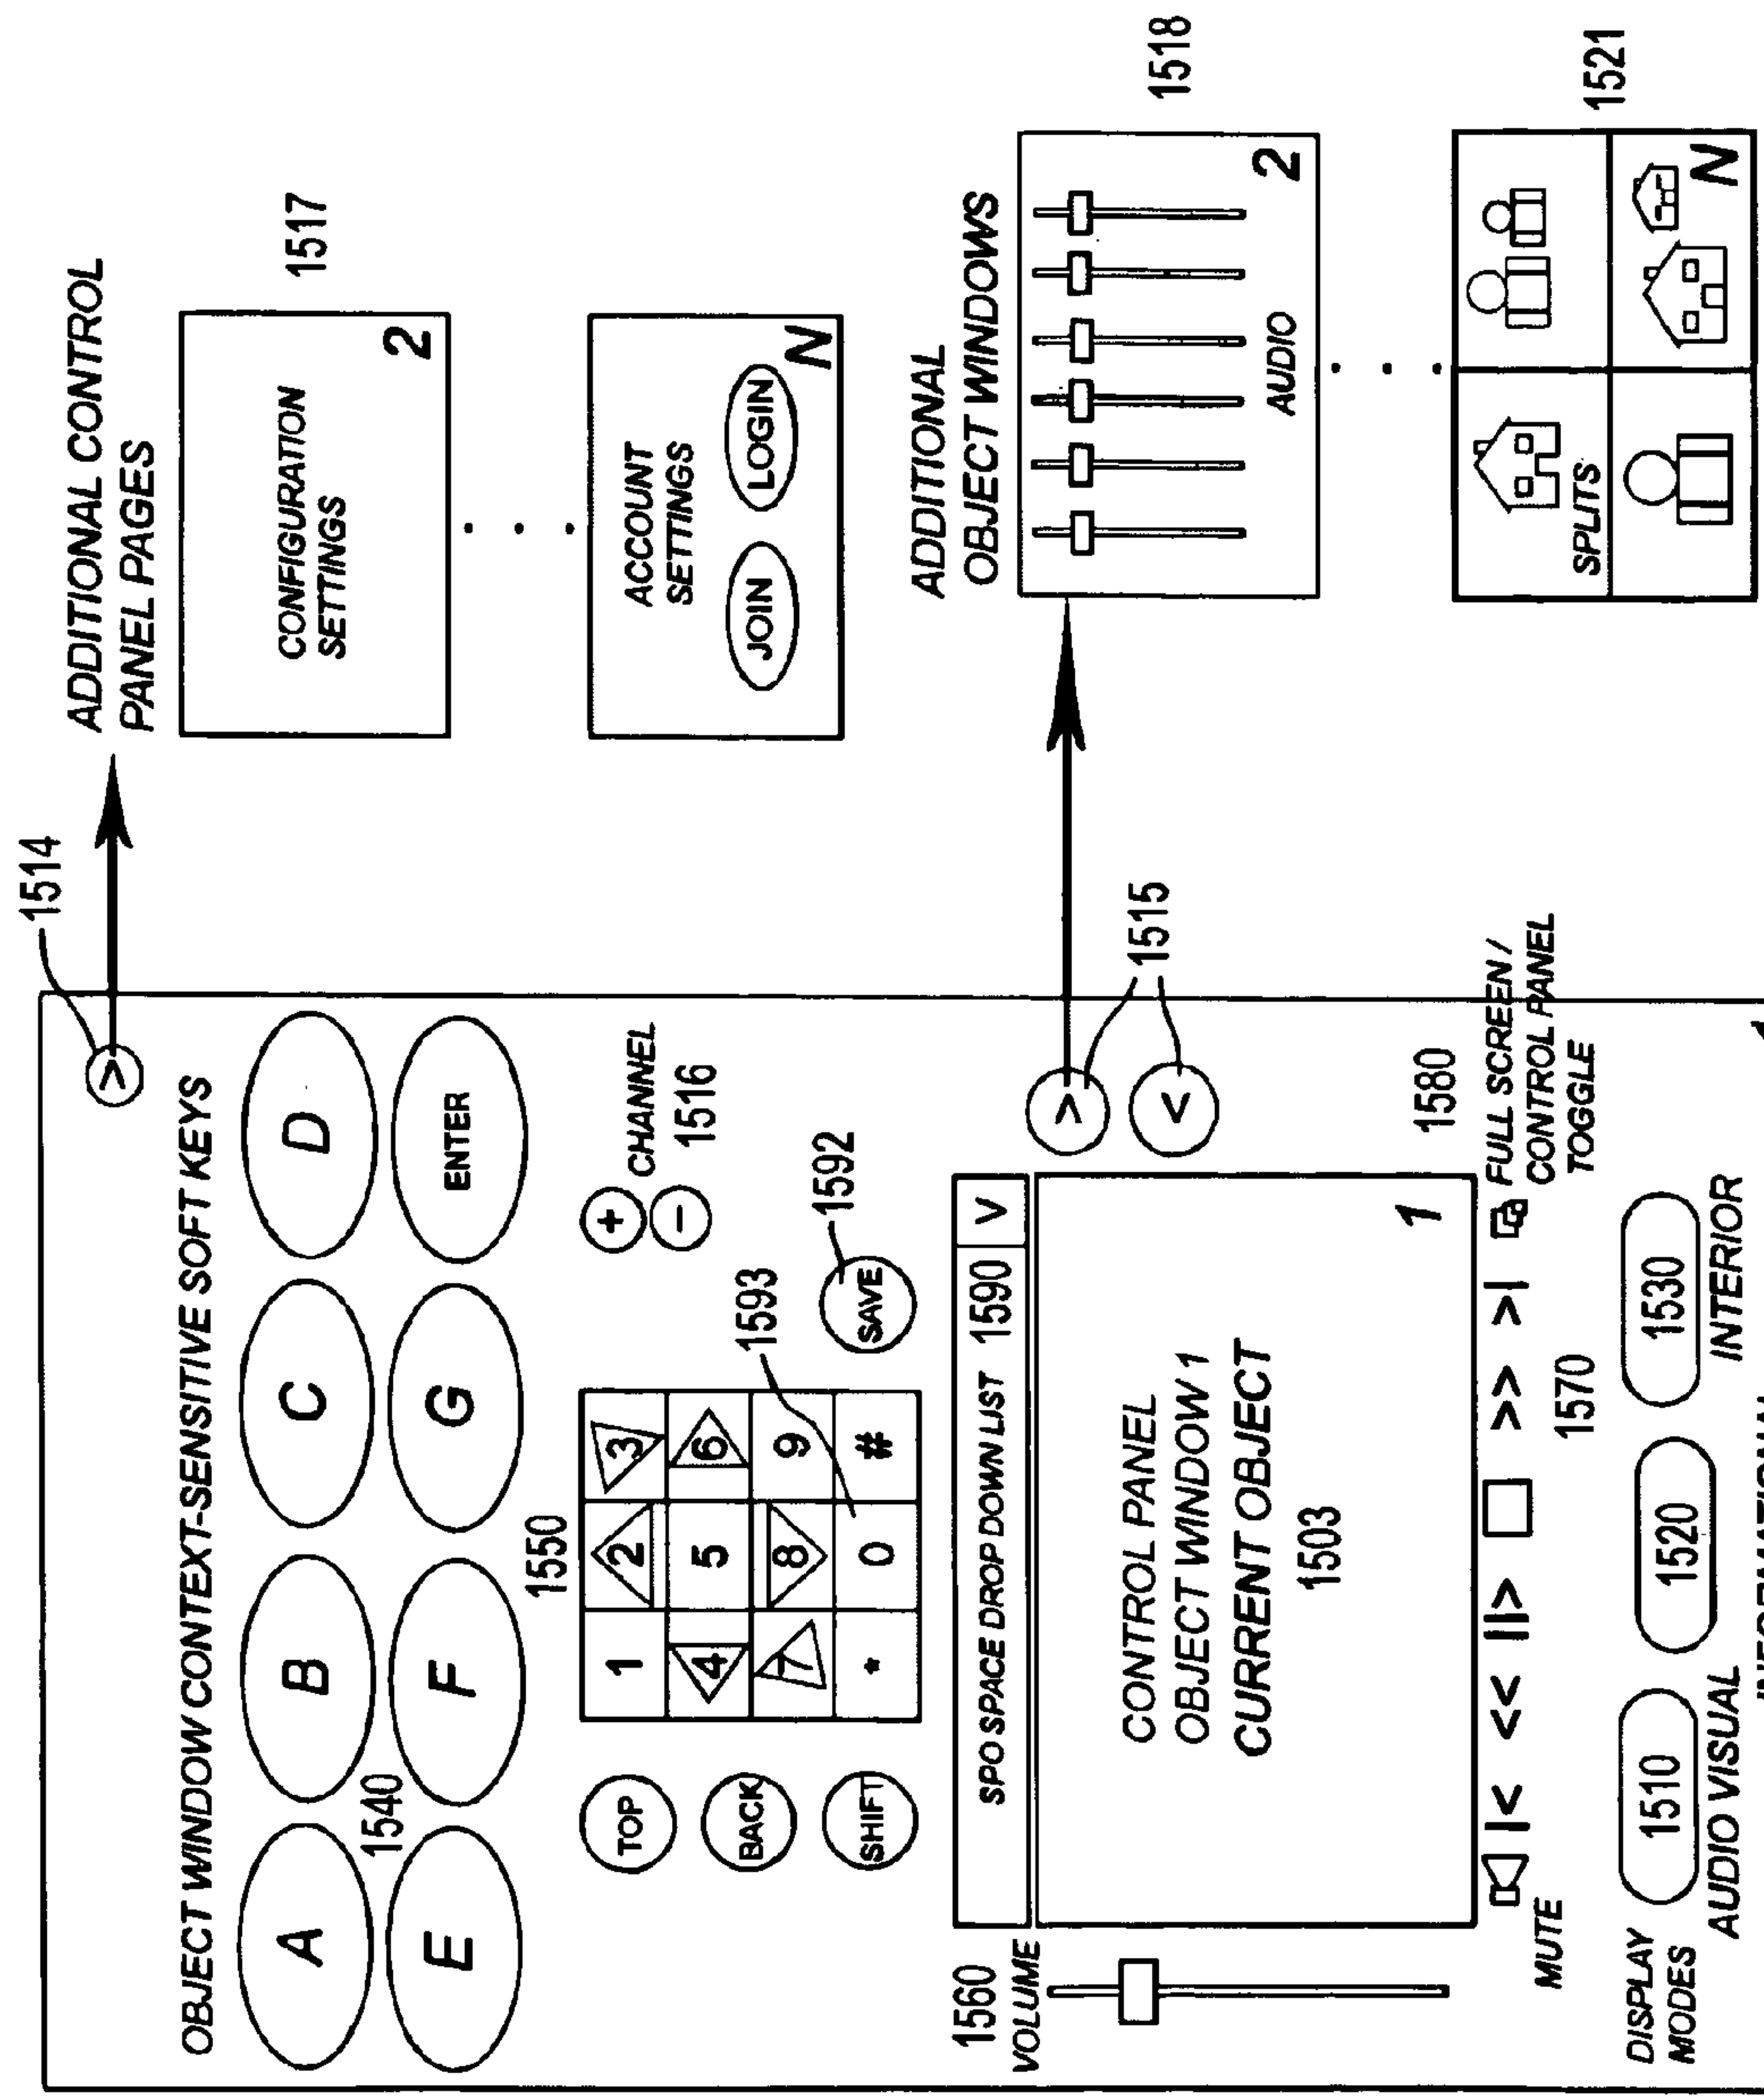 1514
>
ADDITIONAL CONTROL
PANEL PAGES
OBJECT WINDOW CONTEXT-SENSITIVE SOFT KEYS
A
B
C
D
1540
E
F
G
ENTER
1517
CONFIGURATION
SETTINGS
2
ACCOUNT
SETTINGS
JOIN
LOGIN
N
1550
TOP
BACK
SHIFT
1
2
3
4
5
6
7
8
9
*
0
#
1593
+
-
CHANNEL
1516
1592
SAVE
1560
VOLUME
SPO SPACE DROP DOWN LIST 1590
V
CONTROL PANEL
OBJECT WINDOW 1
CURRENT OBJECT
1503
1
>
<
1515
ADDITIONAL
OBJECT WINDOWS
AUDIO
2
1518
SPLITS
N
1521
MUTE
|<
<<
||>
>>
>|
1570
1580
FULL SCREEN /
CONTROL PANEL
TOGGLE
DISPLAY
MODES
1510
1520
1530
AUDIO VISUAL
INTERIOR